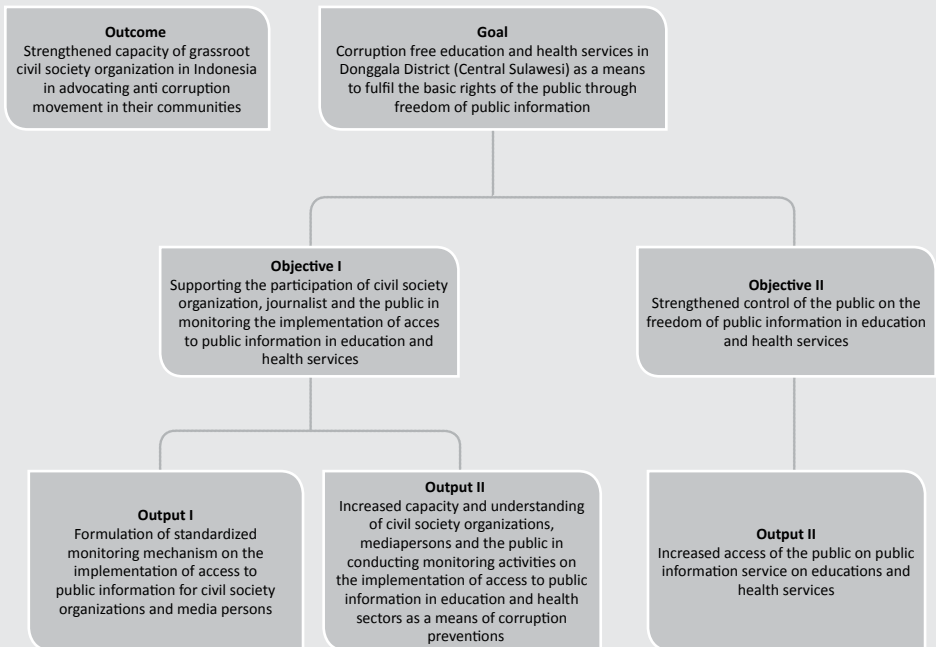 Outcome
Strengthened capacity of grassroot
civil society organization in Indonesia
in advocating anti corruption
movement in their communities
Goal
Corruption free education and health services in
Donggala District (Central Sulawesi) as a means
to fulfil the basic rights of the public through
freedom of public information
Objective I
Supporting the participation of civil society
organization, journalist and the public in
monitoring the implementation of acces
to public information in education and
health services
Objective II
Strengthened control of the public on the
freedom of public information in education
and health services
Output I
Formulation of standardized
monitoring mechanism on the
implementation of access to
public information for civil society
organizations and media persons
Output II
Increased capacity and understanding
of civil society organizations,
mediapersons and the public in
conducting monitoring activities on
the implementation of access to public
information in education and health
sectors as a means of corruption
preventions
Output II
Increased access of the public on public
information service on educations and
health services